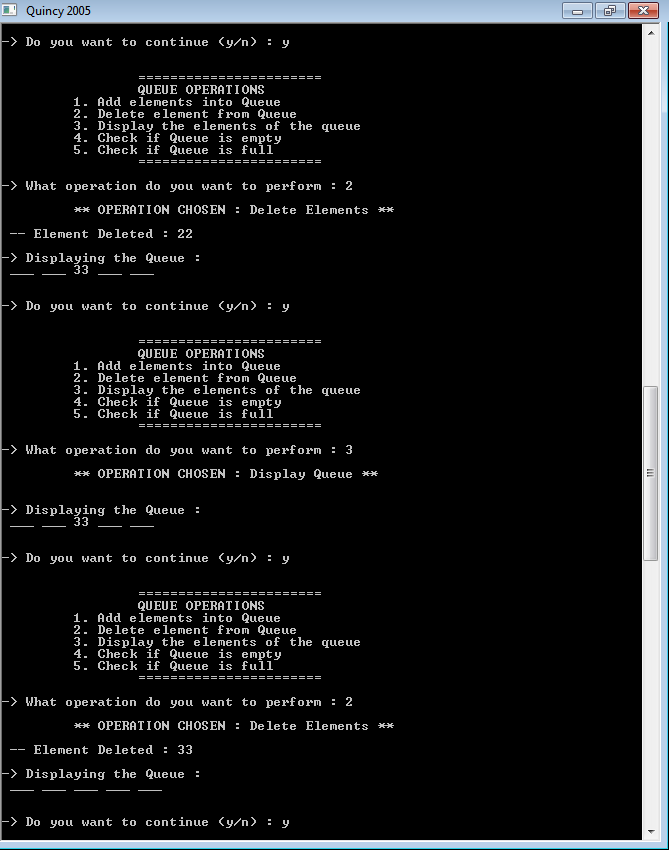 Quincy 2005
-> Do you want to continue (y/n) : y
=======================
QUEUE OPERATIONS
1. Add elements into Queue
2. Delete element from Queue
3. Display the elements of the queue
4. Check if Queue is empty
5. Check if Queue is full
=======================
-> What operation do you want to perform : 2
** OPERATION CHOSEN : Delete Elements **
-- Element Deleted : 22
-> Displaying the Queue :
___ ___ 33 ___ ___
-> Do you want to continue (y/n) : y
=======================
QUEUE OPERATIONS
1. Add elements into Queue
2. Delete element from Queue
3. Display the elements of the queue
4. Check if Queue is empty
5. Check if Queue is full
=======================
-> What operation do you want to perform : 3
** OPERATION CHOSEN : Display Queue **
-> Displaying the Queue :
___ ___ 33 ___ ___
-> Do you want to continue (y/n) : y
=======================
QUEUE OPERATIONS
1. Add elements into Queue
2. Delete element from Queue
3. Display the elements of the queue
4. Check if Queue is empty
5. Check if Queue is full
=======================
-> What operation do you want to perform : 2
** OPERATION CHOSEN : Delete Elements **
-- Element Deleted : 33
-> Displaying the Queue :
___ ___ ___ ___ ___
-> Do you want to continue (y/n) : y